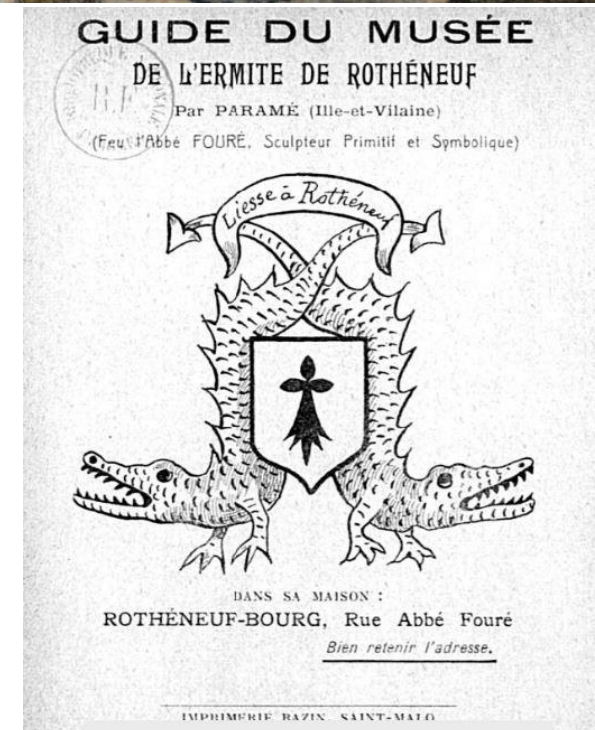 GUIDE DU MUSÉE
DE L'ERMITE DE ROTHÉNEUF
Par PARAMÉ (Ille-et-Vilaine)
(Feu l'Abbé FOURÉ, Sculpteur Primitif et Symbolique)
Liesse à Rothéneuf
DANS SA MAISON :
ROTHÉNEUF-BOURG, Rue Abbé Fouré
Bien retenir l'adresse.
IMPRIMERIE BAZIN, SAINT-MALO